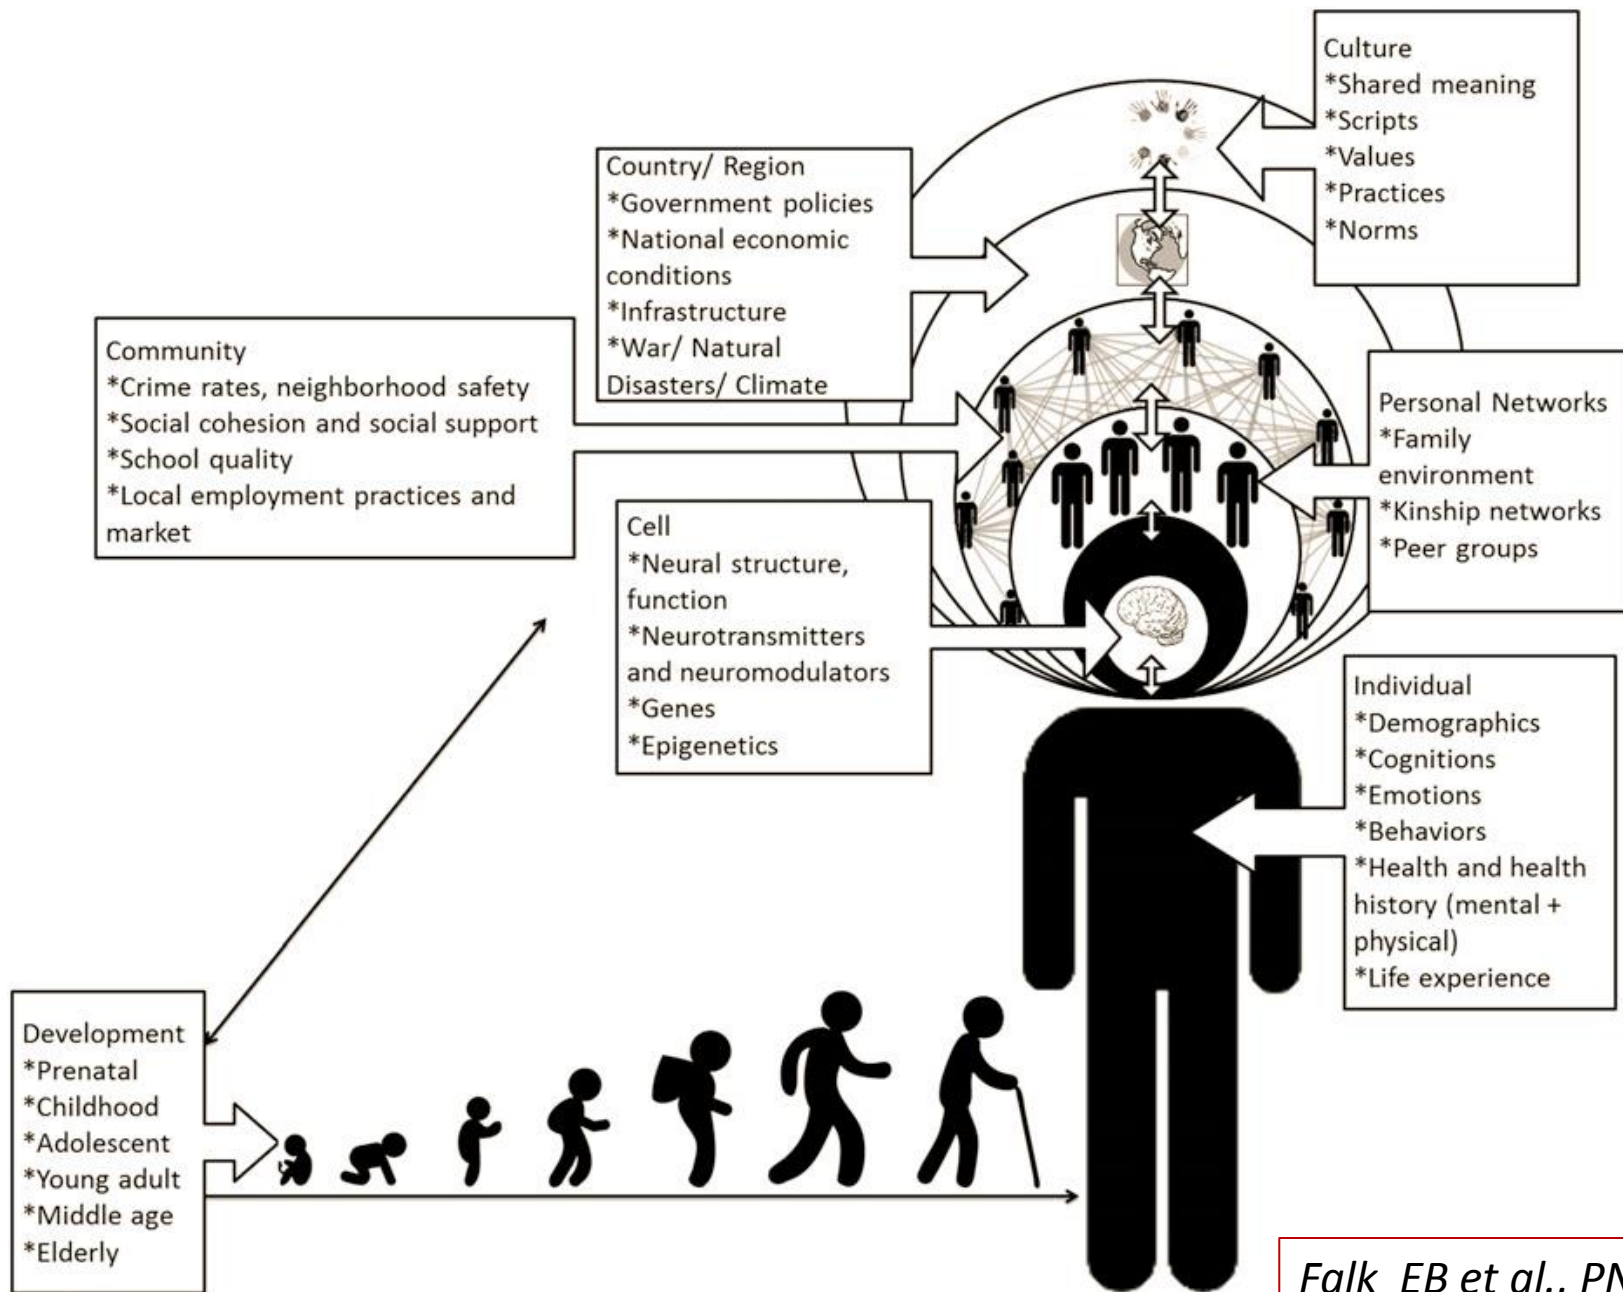 Culture
*Shared meaning
*Scripts
*Values
*Practices
*Norms
Country/ Region
*Government policies
*National economic
conditions
*Infrastructure
*War/ Natural
Disasters/ Climate
Community
*Crime rates, neighborhood safety
*Social cohesion and social support
*School quality
*Local employment practices and
market
Personal Networks
*Family
environment
*Kinship networks
*Peer groups
Cell
*Neural structure,
function
*Neurotransmitters
and neuromodulators
*Genes
*Epigenetics
Individual
*Demographics
*Cognitions
*Emotions
*Behaviors
*Health and health
history (mental +
physical)
*Life experience
Development
*Prenatal
*Childhood
*Adolescent
*Young adult
*Middle age
*Elderly
Falk EB et al., PN